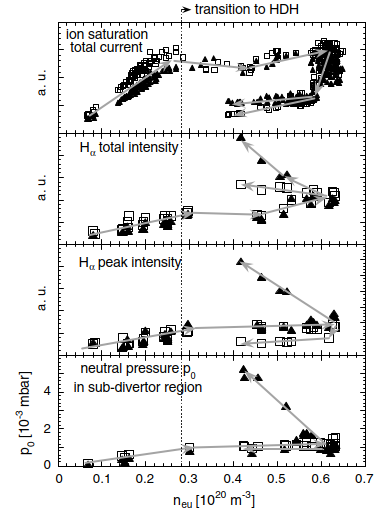 → transition to HDH
ion saturation
total current
a. u.
Hα total intensity
a. u.
Hα peak intensity
a. u.
neutral pressure p0
in sub-divertor region
p0 [10-3 mbar]
4
2
0
0 0.1 0.2 0.3 0.4 0.5 0.6 0.7
neu [1020 m-3]